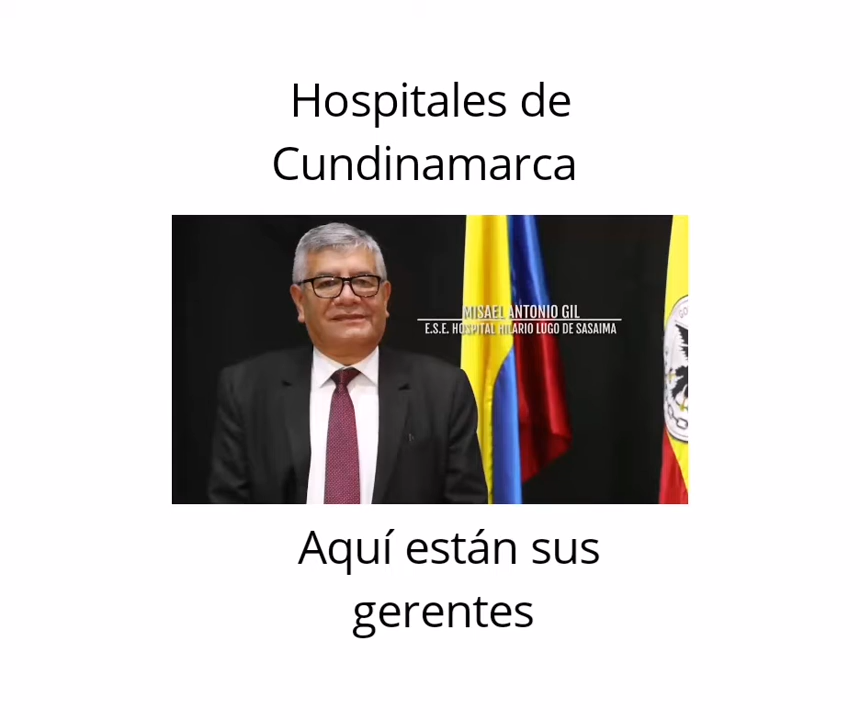 Hospitales de
Cundinamarca
MISAEL ANTONIO GIL
E.S.E. HOSPITAL HILARIO LUGO DE SASAIMA
Aquí están sus
gerentes